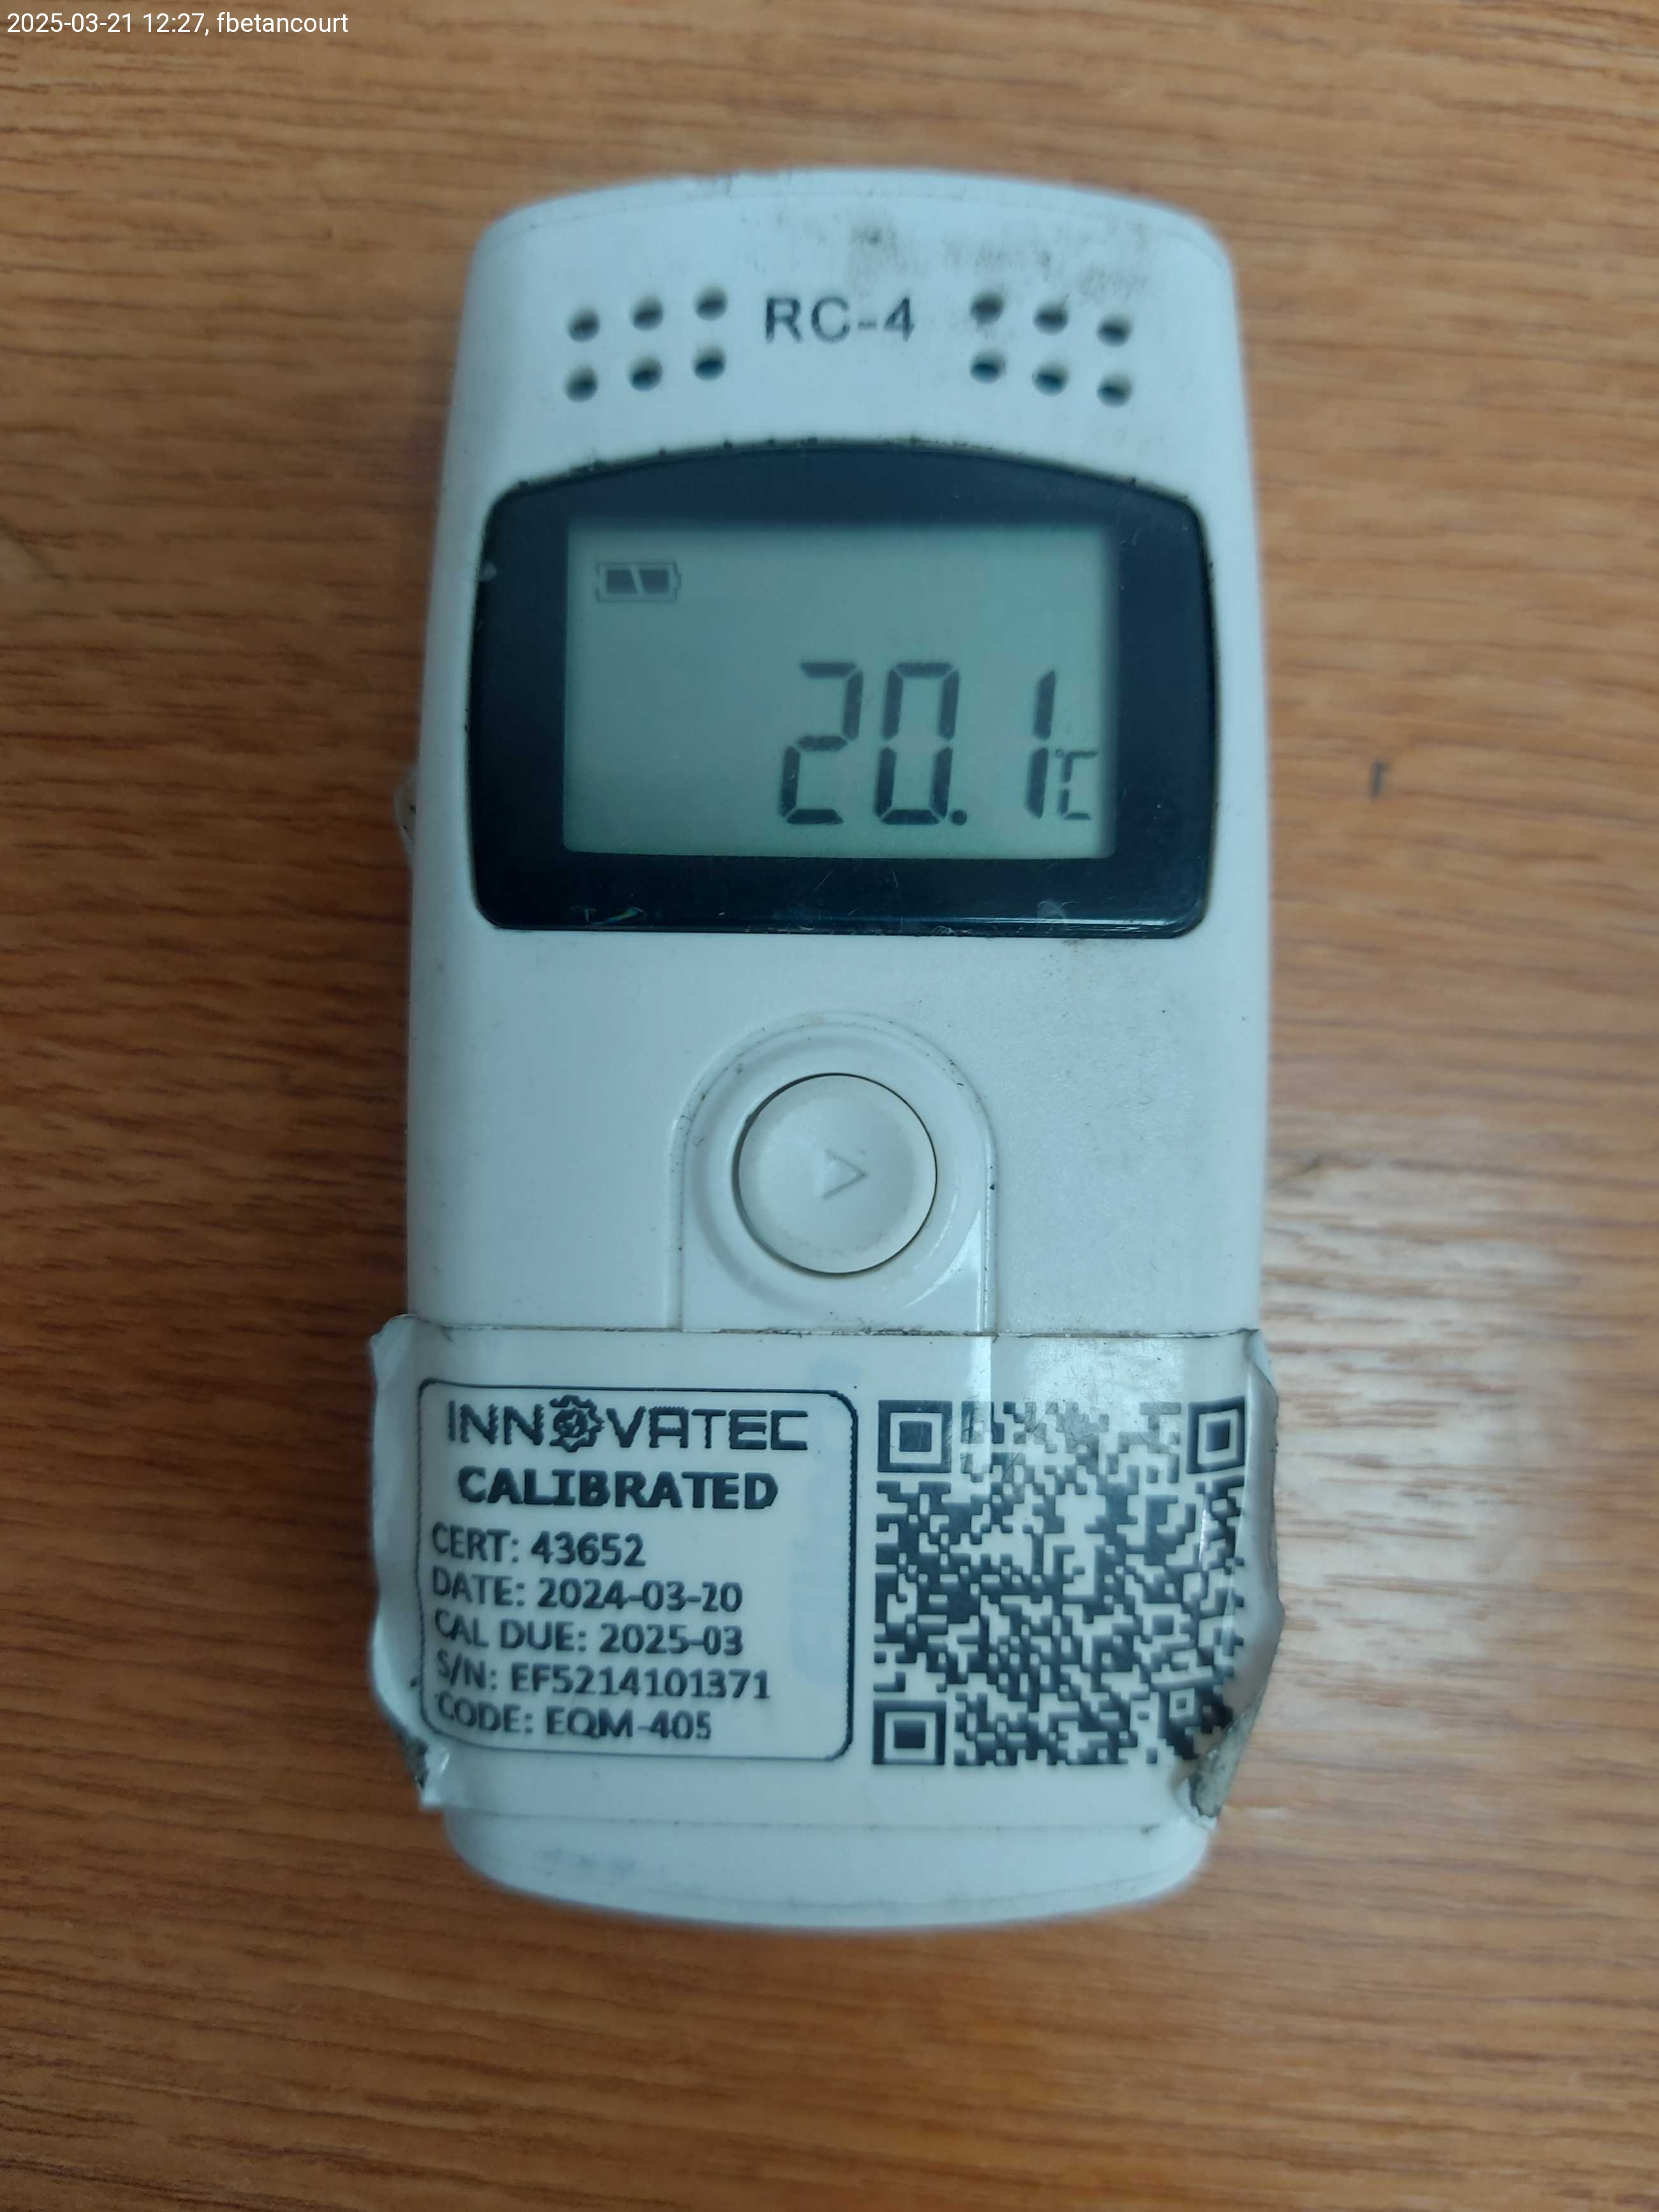 2025-03-21 12:27, fbetancourt
RC-4
20.1°C
INNOVATEC
CALIBRATED
CERT: 43652
DATE: 2024-03-20
CAL DUE: 2025-03
S/N: EF5214101371
CODE: EQM-405